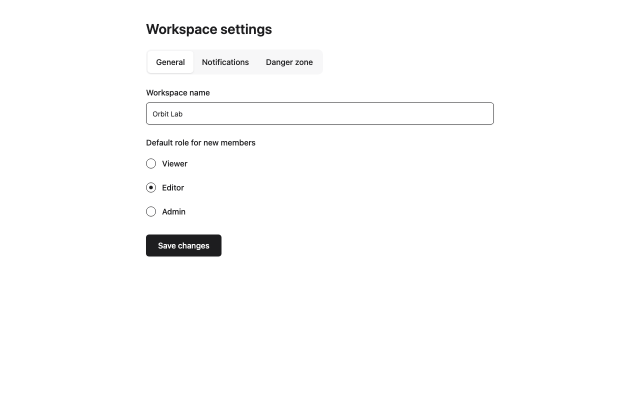 Workspace settings
General Notifications Danger zone
Workspace name
Orbit Lab
Default role for new members
Viewer
Editor
Admin
Save changes